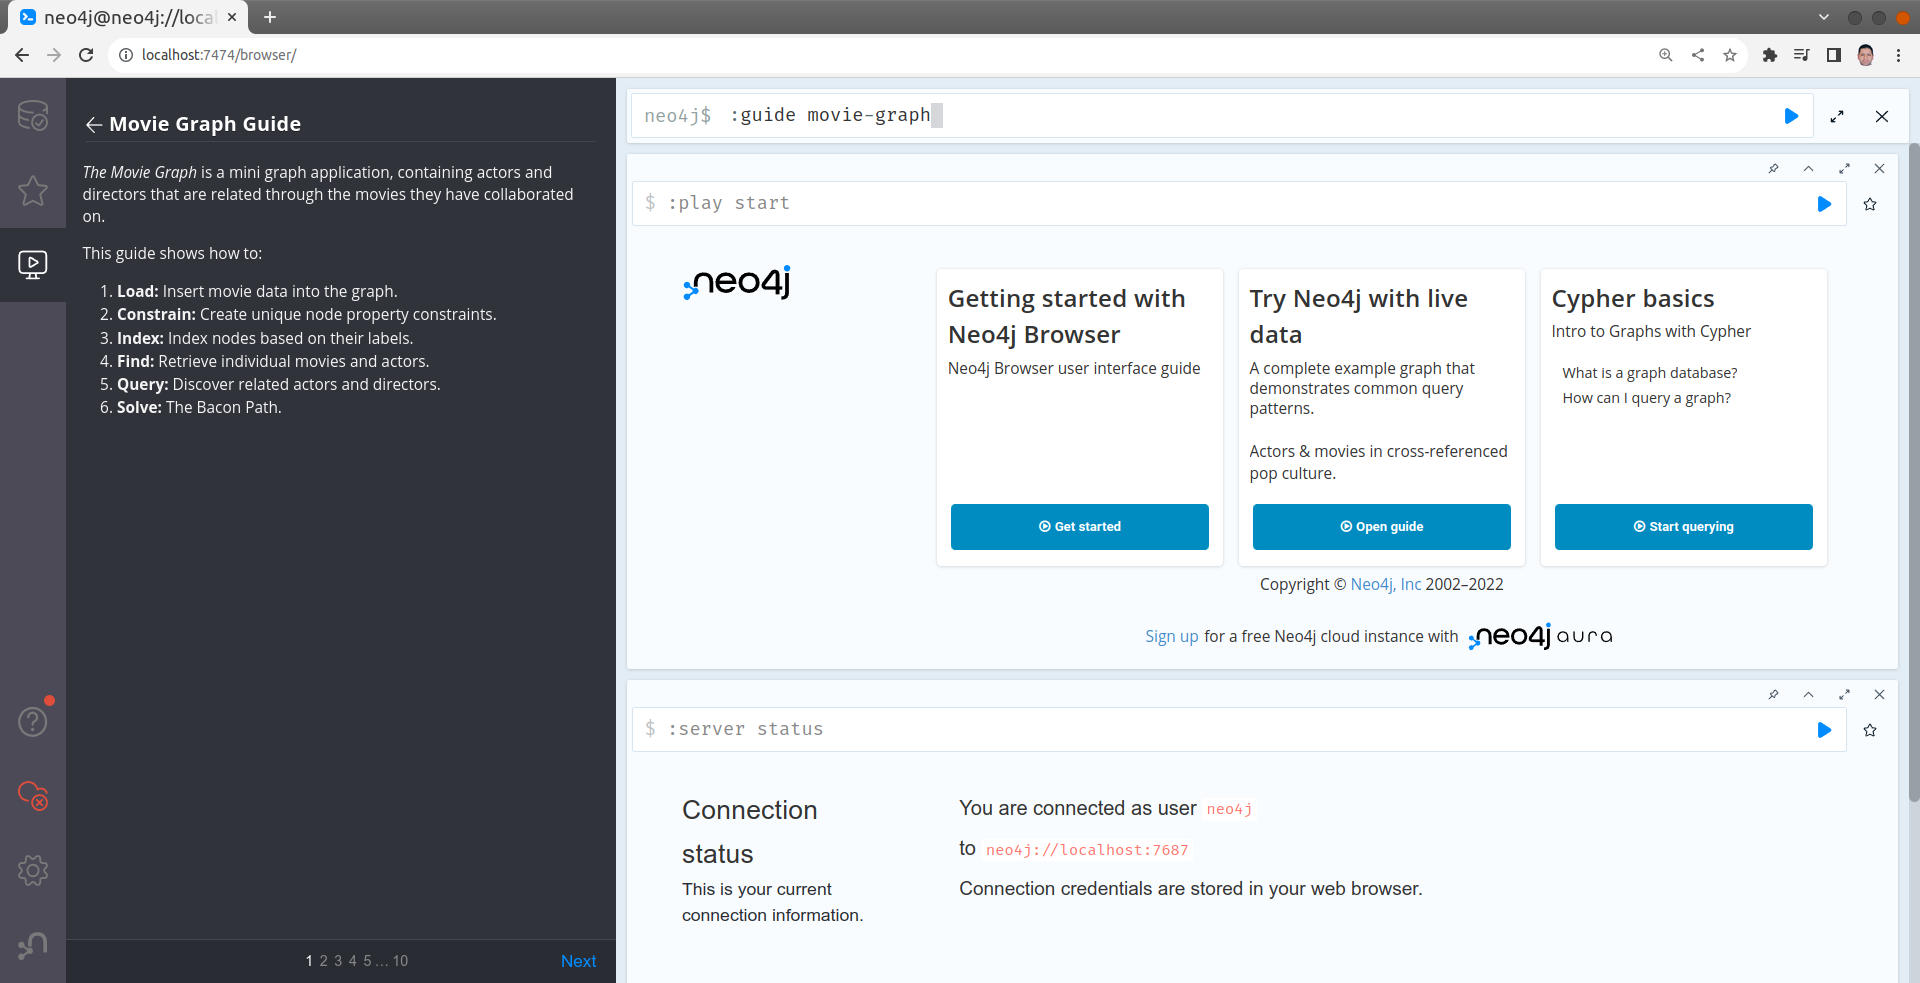 neo4j@neo4j://loca
localhost:7474/browser/
Movie Graph Guide
The Movie Graph is a mini graph application, containing actors and
directors that are related through the movies they have collaborated
on.
This guide shows how to:
1. Load: Insert movie data into the graph.
2. Constrain: Create unique node property constraints.
3. Index: Index nodes based on their labels.
4. Find: Retrieve individual movies and actors.
5. Query: Discover related actors and directors.
6. Solve: The Bacon Path.
1 2 3 4 5 ... 10 Next
neo4j$ :guide movie-graph
$ :play start
neo4j
Getting started with
Neo4j Browser
Neo4j Browser user interface guide
Get started
Try Neo4j with live
data
A complete example graph that
demonstrates common query
patterns.
Actors & movies in cross-referenced
pop culture.
Open guide
Cypher basics
Intro to Graphs with Cypher
What is a graph database?
How can I query a graph?
Start querying
Copyright © Neo4j, Inc 2002–2022
Sign up for a free Neo4j cloud instance with neo4j aura
$ :server status
Connection
status
This is your current
connection information.
You are connected as user neo4j
to neo4j://localhost:7687
Connection credentials are stored in your web browser.